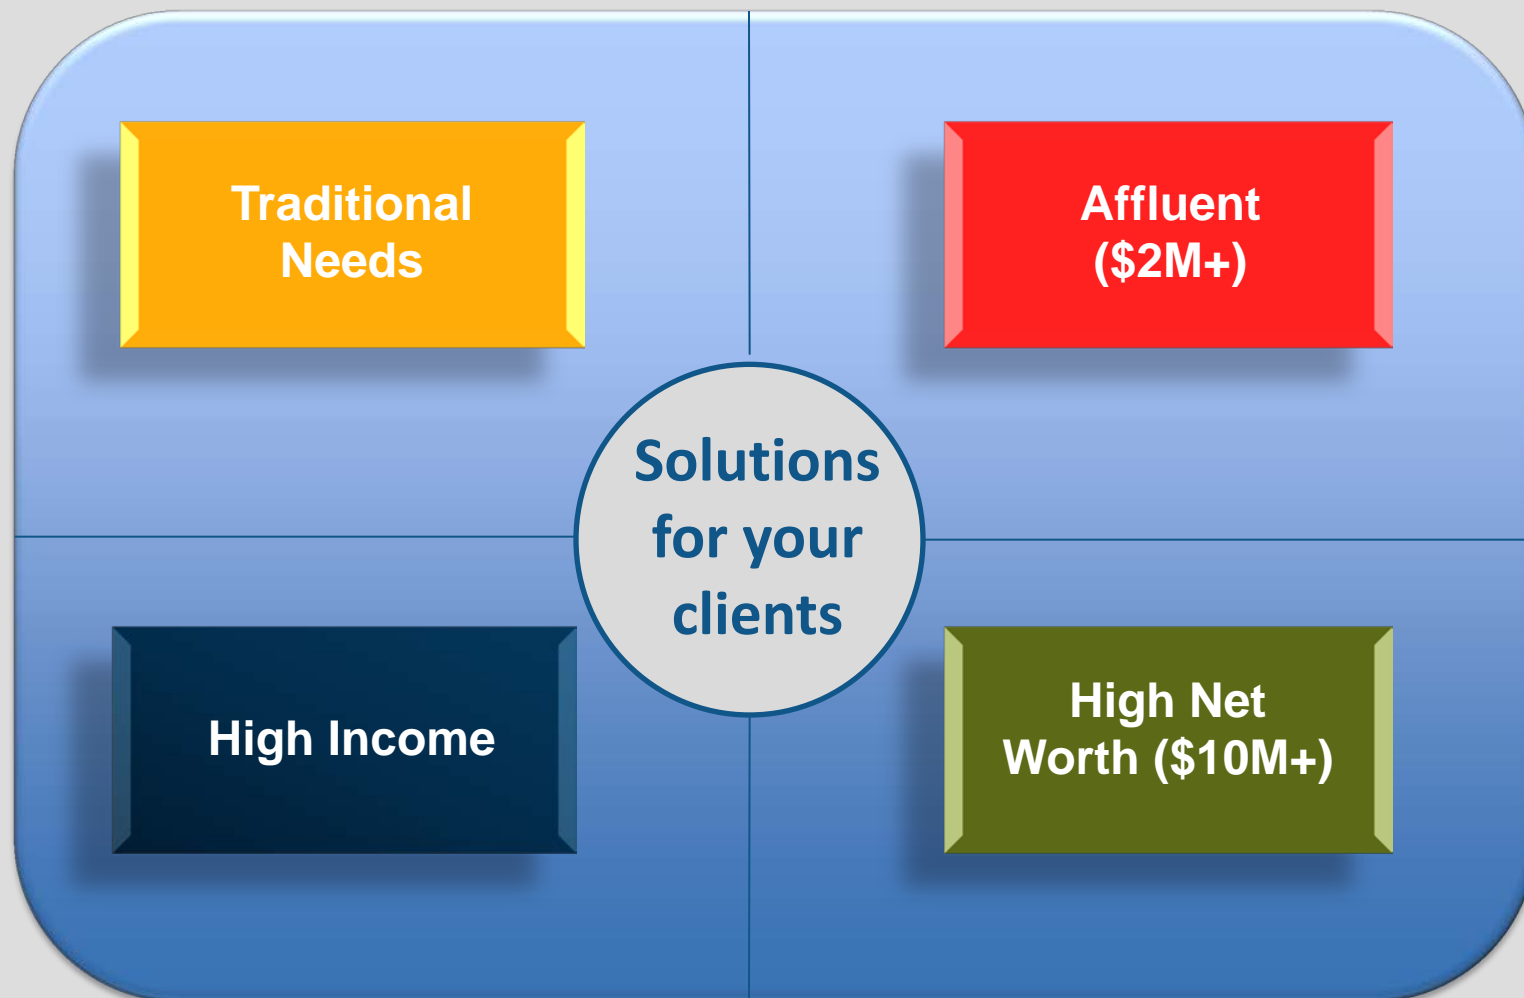 Traditional
Needs
Affluent
($2M+)
Solutions
for your
clients
High Income
High Net
Worth ($10M+)